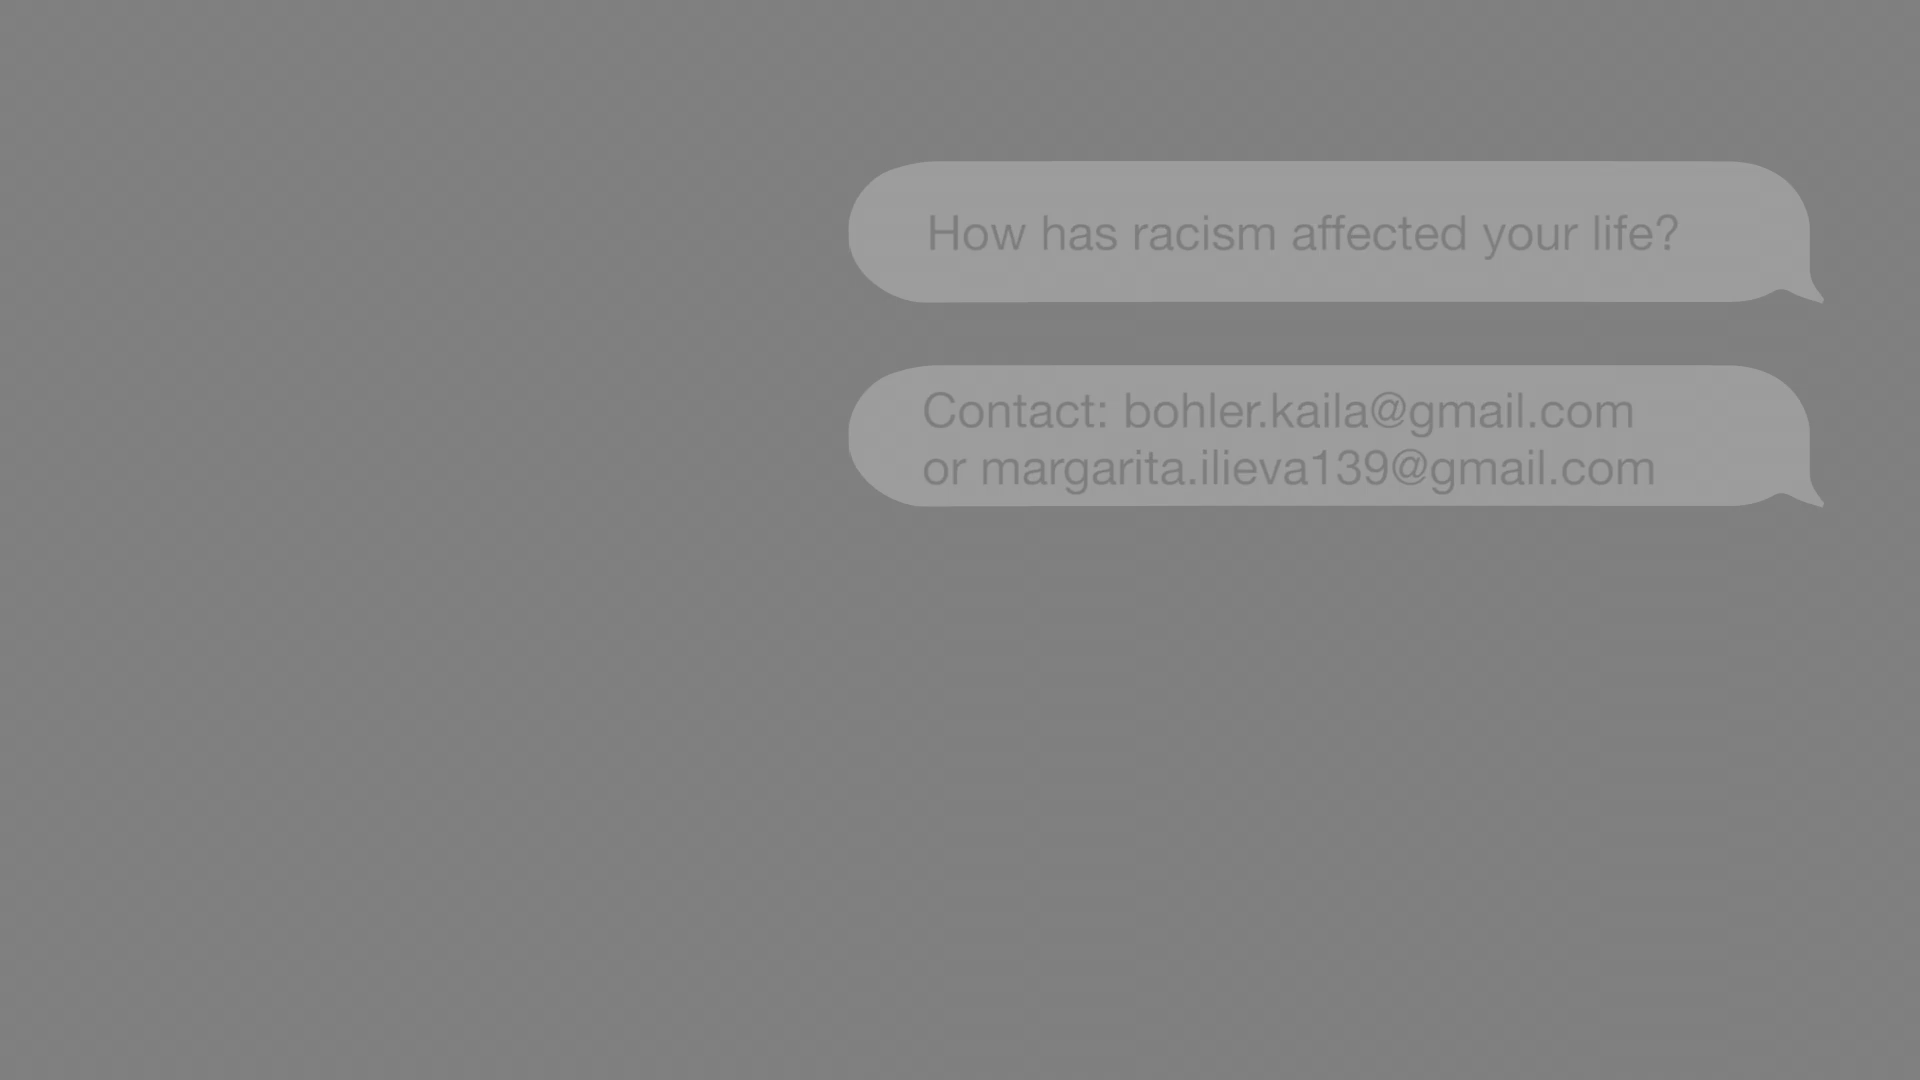 How has racism affected your life?
Contact: bohler.kaila@gmail.com
or margarita.ilieva139@gmail.com